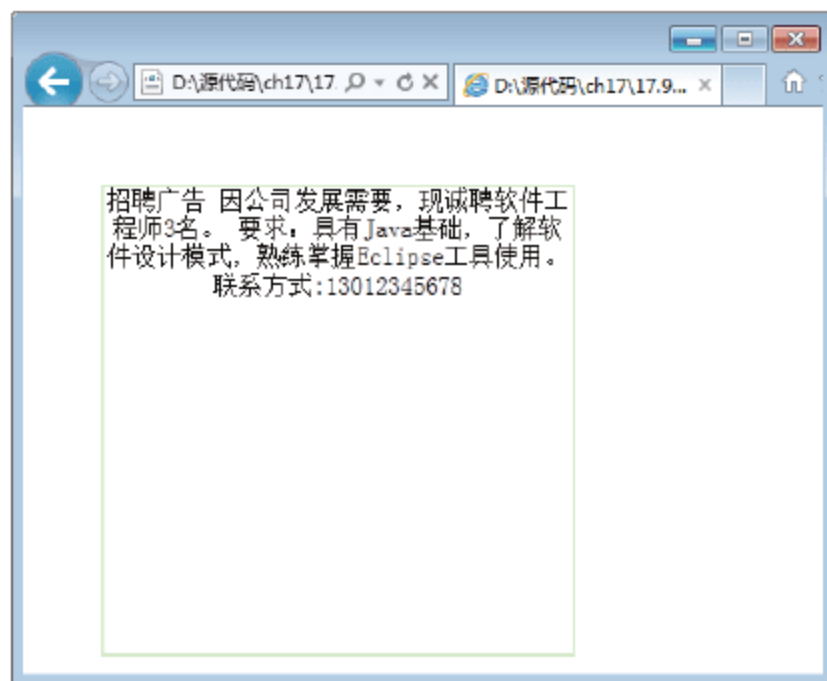 D:\源代码\ch17\17.
D:\源代码\ch17\17.9...
招聘广告 因公司发展需要，现诚聘软件工
程师3名。 要求：具有Java基础，了解软
件设计模式，熟练掌握Eclipse工具使用。
联系方式:13012345678